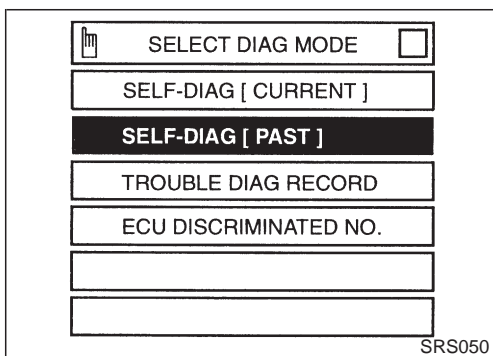 SELECT DIAG MODE
SELF-DIAG [ CURRENT ]
SELF-DIAG [ PAST ]
TROUBLE DIAG RECORD
ECU DISCRIMINATED NO.
SRS050